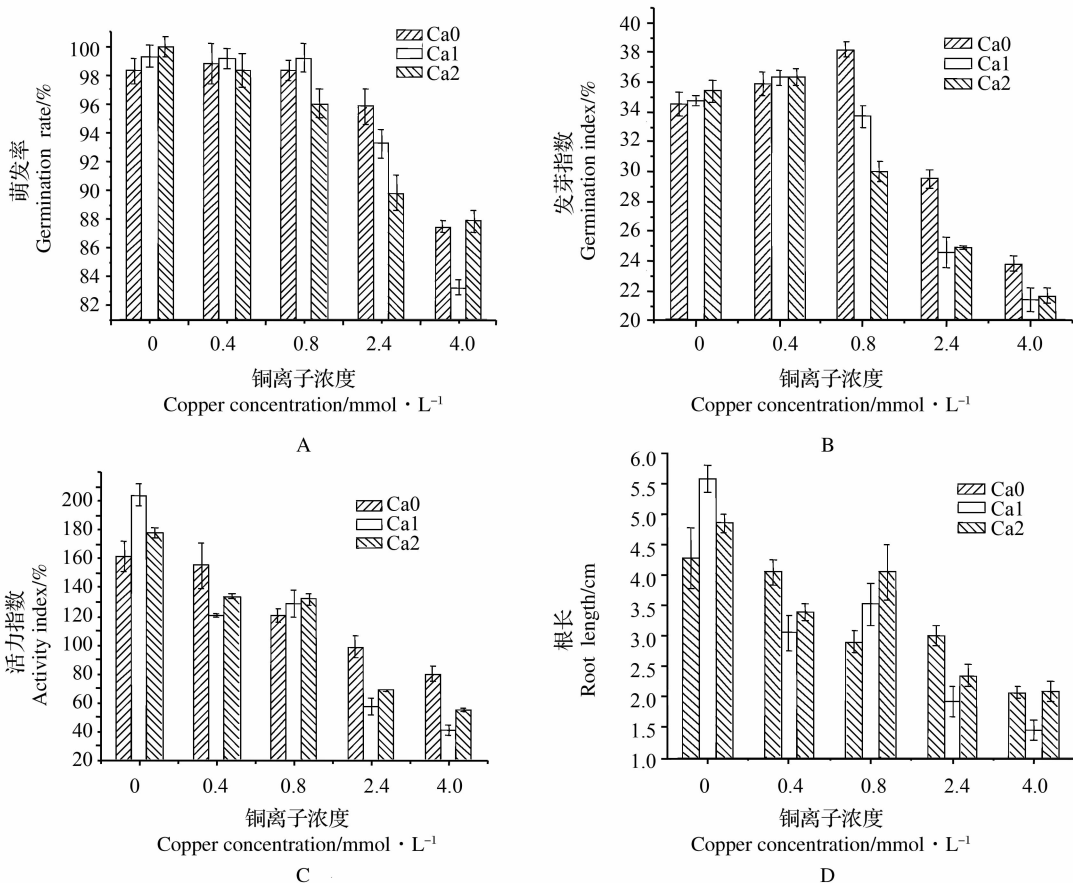 萌发率
Germination rate/%
100
98
96
94
92
90
88
86
84
82
Ca0
Ca1
Ca2
0 0.4 0.8 2.4 4.0
铜离子浓度
Copper concentration/mmol·L⁻¹
A
发芽指数
Germination index/%
40
38
36
34
32
30
28
26
24
22
20
Ca0
Ca1
Ca2
0 0.4 0.8 2.4 4.0
铜离子浓度
Copper concentration/mmol·L⁻¹
B
活力指数
Activity index/%
200
180
160
140
120
100
80
60
40
20
Ca0
Ca1
Ca2
0 0.4 0.8 2.4 4.0
铜离子浓度
Copper concentration/mmol·L⁻¹
C
根长
Root length/cm
6.0
5.5
5.0
4.5
4.0
3.5
3.0
2.5
2.0
1.5
1.0
Ca0
Ca1
Ca2
0 0.4 0.8 2.4 4.0
铜离子浓度
Copper concentration/mmol·L⁻¹
D